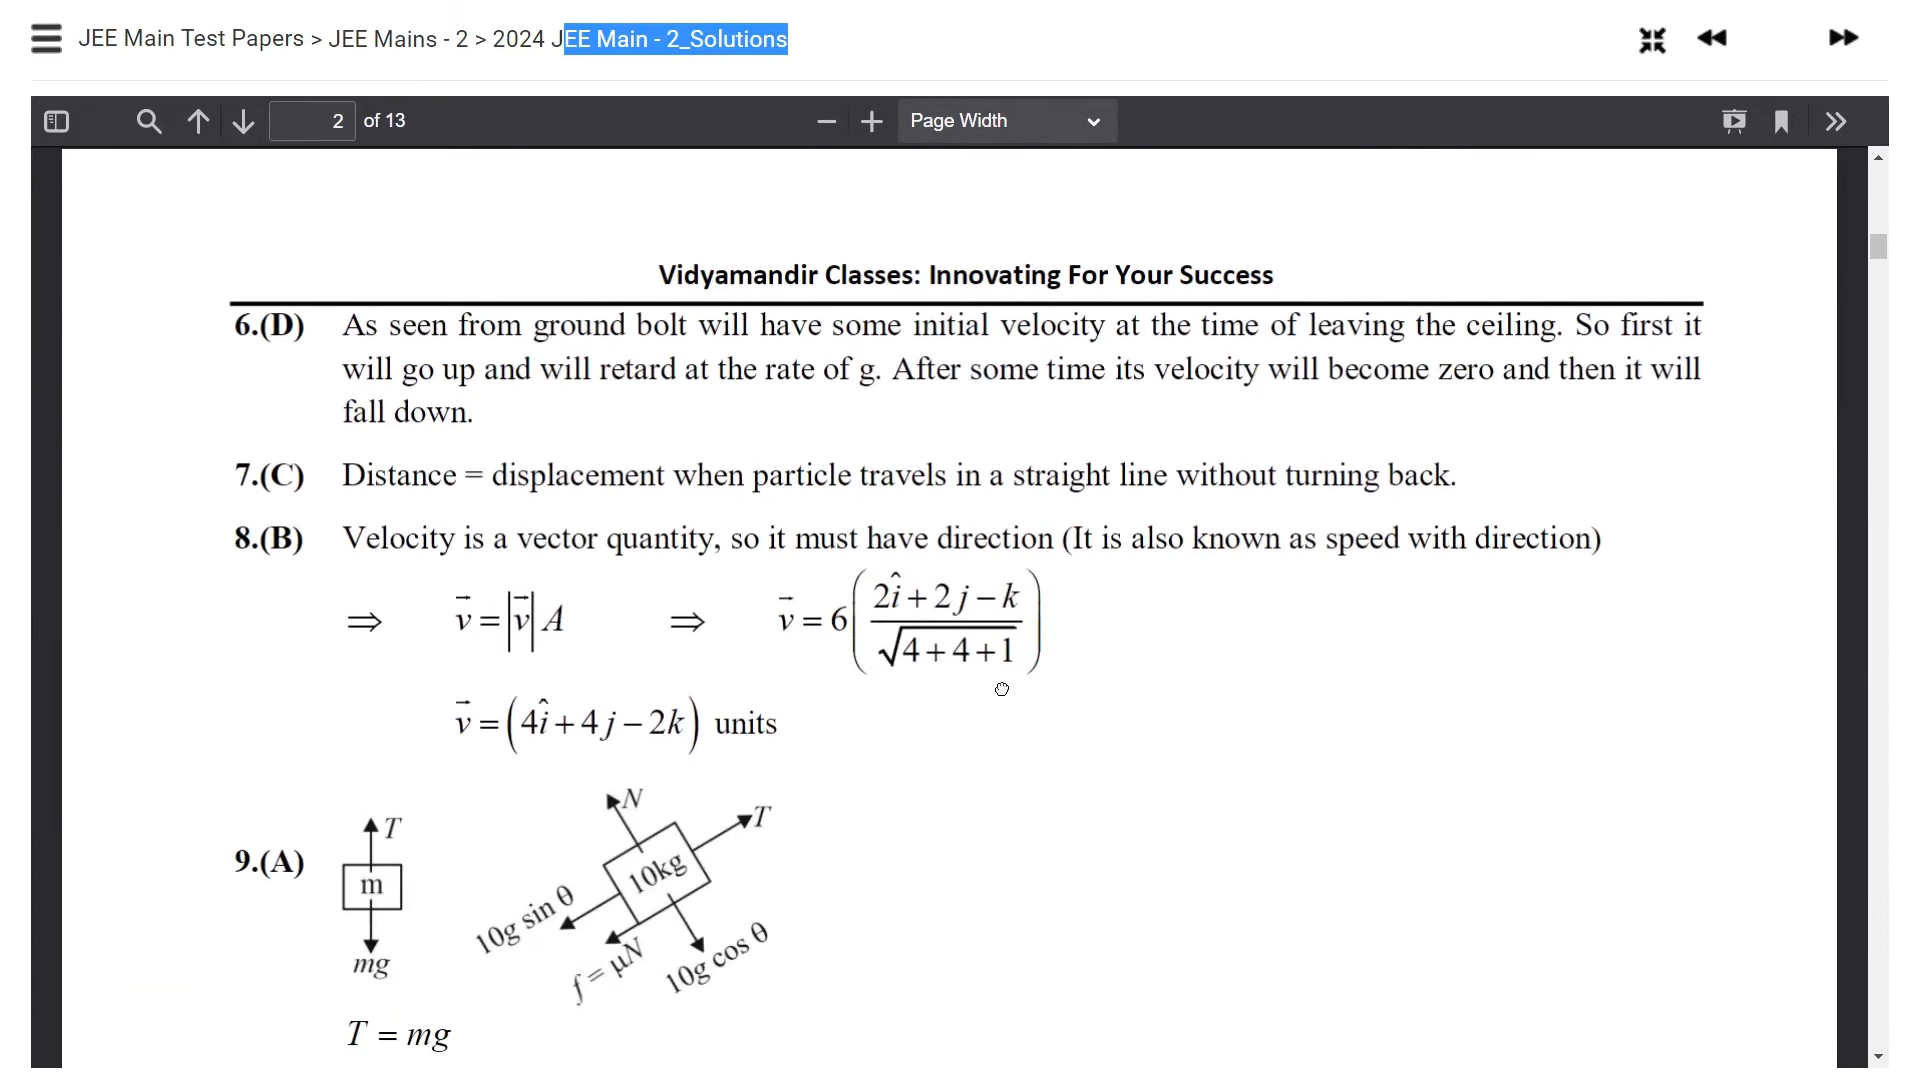 JEE Main Test Papers > JEE Mains - 2 > 2024 JEE Main - 2_Solutions
2 of 13
Page Width
Vidyamandir Classes: Innovating For Your Success
6.(D) As seen from ground bolt will have some initial velocity at the time of leaving the ceiling. So first it
will go up and will retard at the rate of g. After some time its velocity will become zero and then it will
fall down.
7.(C) Distance = displacement when particle travels in a straight line without turning back.
8.(B) Velocity is a vector quantity, so it must have direction (It is also known as speed with direction)
⇒ v⃗ = |v⃗| A ⇒ v⃗ = 6((2î + 2j − k)/√(4 + 4 + 1))
v⃗ = (4î + 4j − 2k) units
9.(A)
T
m
mg
N
T
10kg
10g sin θ
f = μN
10g cos θ
T = mg